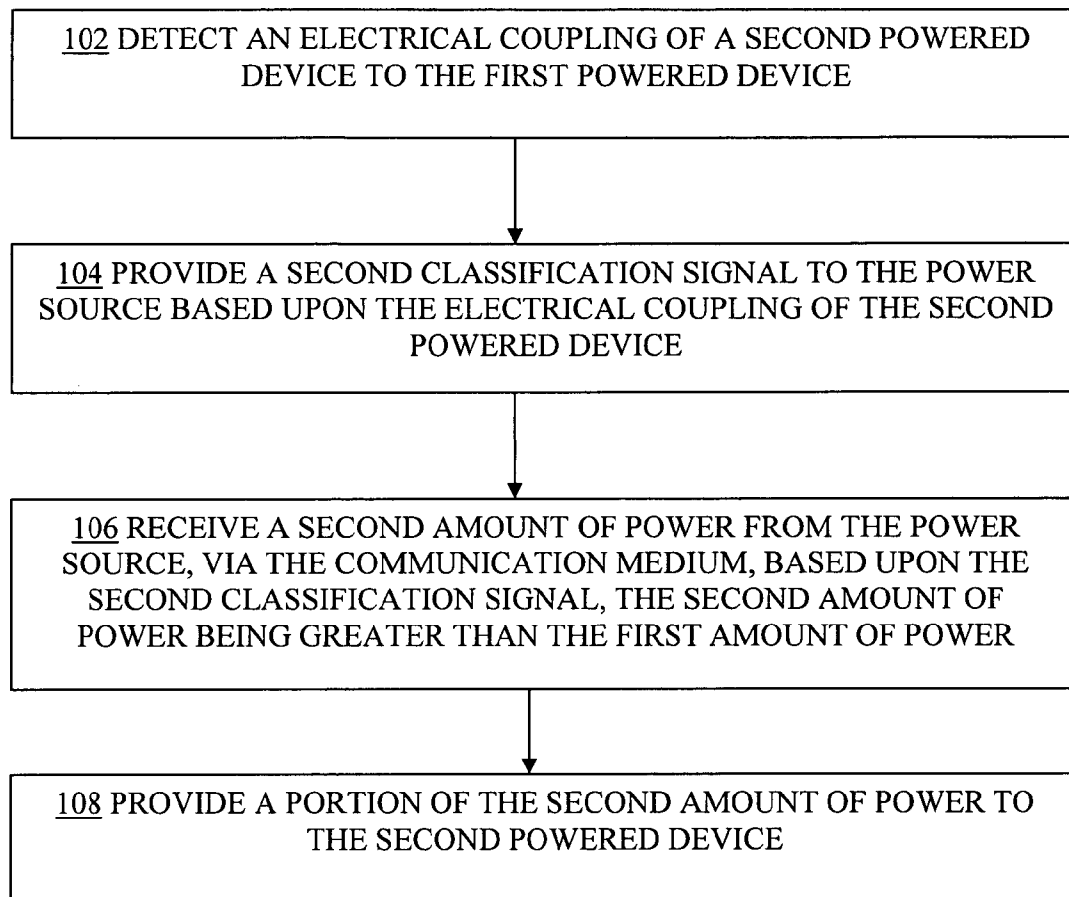 102 DETECT AN ELECTRICAL COUPLING OF A SECOND POWERED
DEVICE TO THE FIRST POWERED DEVICE
104 PROVIDE A SECOND CLASSIFICATION SIGNAL TO THE POWER
SOURCE BASED UPON THE ELECTRICAL COUPLING OF THE SECOND
POWERED DEVICE
106 RECEIVE A SECOND AMOUNT OF POWER FROM THE POWER
SOURCE, VIA THE COMMUNICATION MEDIUM, BASED UPON THE
SECOND CLASSIFICATION SIGNAL, THE SECOND AMOUNT OF
POWER BEING GREATER THAN THE FIRST AMOUNT OF POWER
108 PROVIDE A PORTION OF THE SECOND AMOUNT OF POWER TO
THE SECOND POWERED DEVICE